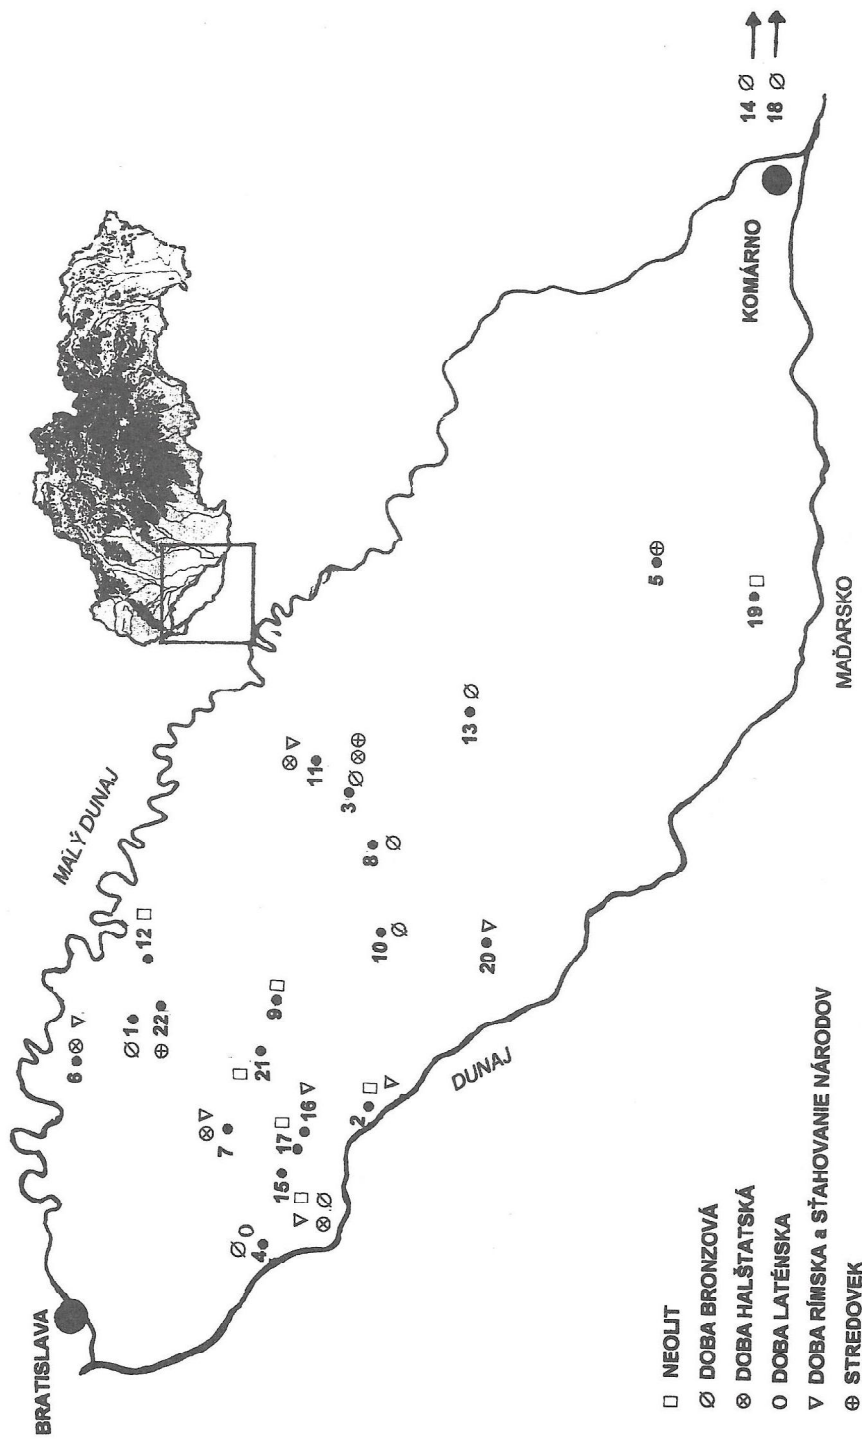 BRATISLAVA
MALÝ DUNAJ
6 ⊗ ▽
∅ 1
⊕ 22
12 □
7 ⊗ ▽
21 □
9 □
4 ∅ O
15 ▽ □ ⊗ ∅
17 □
16 ▽
2 □ ▽
DUNAJ
10 ∅
20 ▽
8 ∅
11 ⊗ ▽
3 ∅ ⊗ ⊕
13 ∅
5 ⊕
19 □
KOMÁRNO
14 ∅ →
18 ∅ →
MAĎARSKO
□ NEOLIT
∅ DOBA BRONZOVÁ
⊗ DOBA HALŠTATSKÁ
O DOBA LATÉNSKA
▽ DOBA RÍMSKA a SŤAHOVANIE NÁRODOV
⊕ STREDOVEK